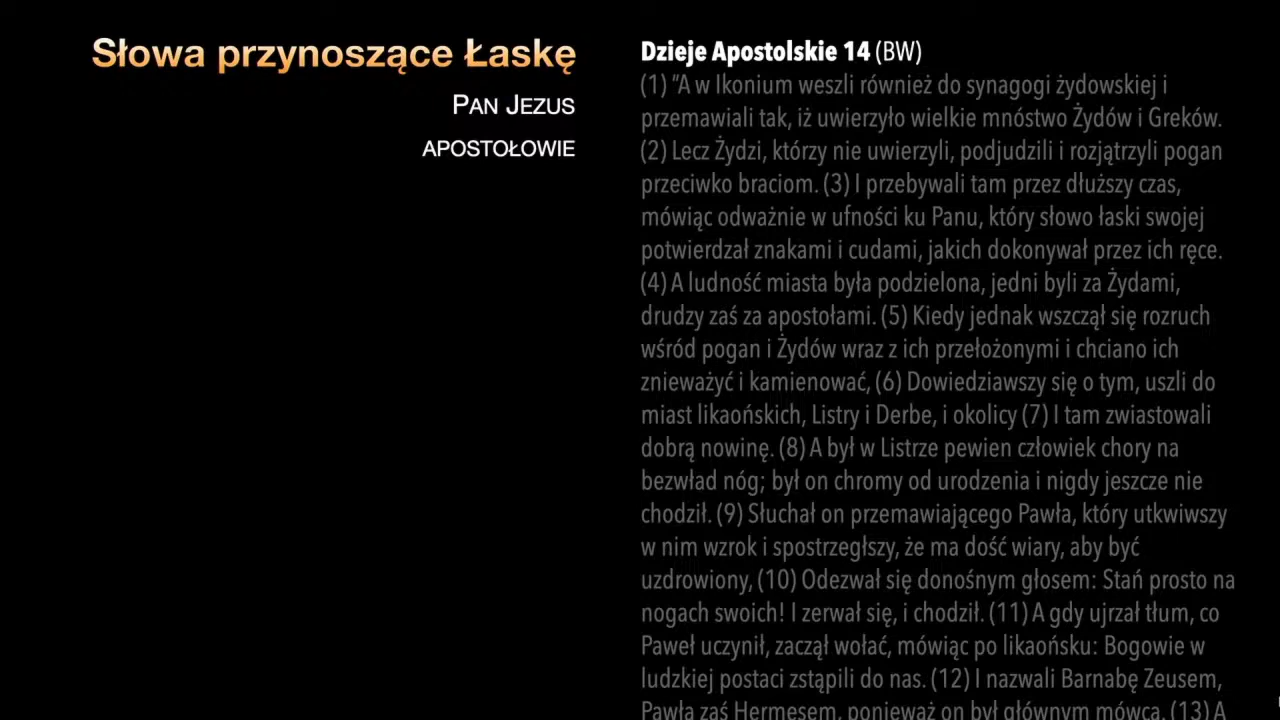 Słowa przynoszące Łaskę
PAN JEZUS
APOSTOŁOWIE
Dzieje Apostolskie 14 (BW)
(1) "A w Ikonium weszli również do synagogi żydowskiej i
przemawiali tak, iż uwierzyło wielkie mnóstwo Żydów i Greków.
(2) Lecz Żydzi, którzy nie uwierzyli, podjudzili i rozjątrzyli pogan
przeciwko braciom. (3) I przebywali tam przez dłuższy czas,
mówiąc odważnie w ufności ku Panu, który słowo łaski swojej
potwierdzał znakami i cudami, jakich dokonywał przez ich ręce.
(4) A ludność miasta była podzielona, jedni byli za Żydami,
drudzy zaś za apostołami. (5) Kiedy jednak wszczął się rozruch
wśród pogan i Żydów wraz z ich przełożonymi i chciano ich
znieważyć i kamienować, (6) Dowiedziawszy się o tym, uszli do
miast likaońskich, Listry i Derbe, i okolicy (7) I tam zwiastowali
dobrą nowinę. (8) A był w Listrze pewien człowiek chory na
bezwład nóg; był on chromy od urodzenia i nigdy jeszcze nie
chodził. (9) Słuchał on przemawiającego Pawła, który utkwiwszy
w nim wzrok i spostrzegłszy, że ma dość wiary, aby być
uzdrowiony, (10) Odezwał się donośnym głosem: Stań prosto na
nogach swoich! I zerwał się, i chodził. (11) A gdy ujrzał tłum, co
Paweł uczynił, zaczął wołać, mówiąc po likaońsku: Bogowie w
ludzkiej postaci zstąpili do nas. (12) I nazwali Barnabę Zeusem,
Pawła zaś Hermesem, ponieważ on był głównym mówcą. (13) A